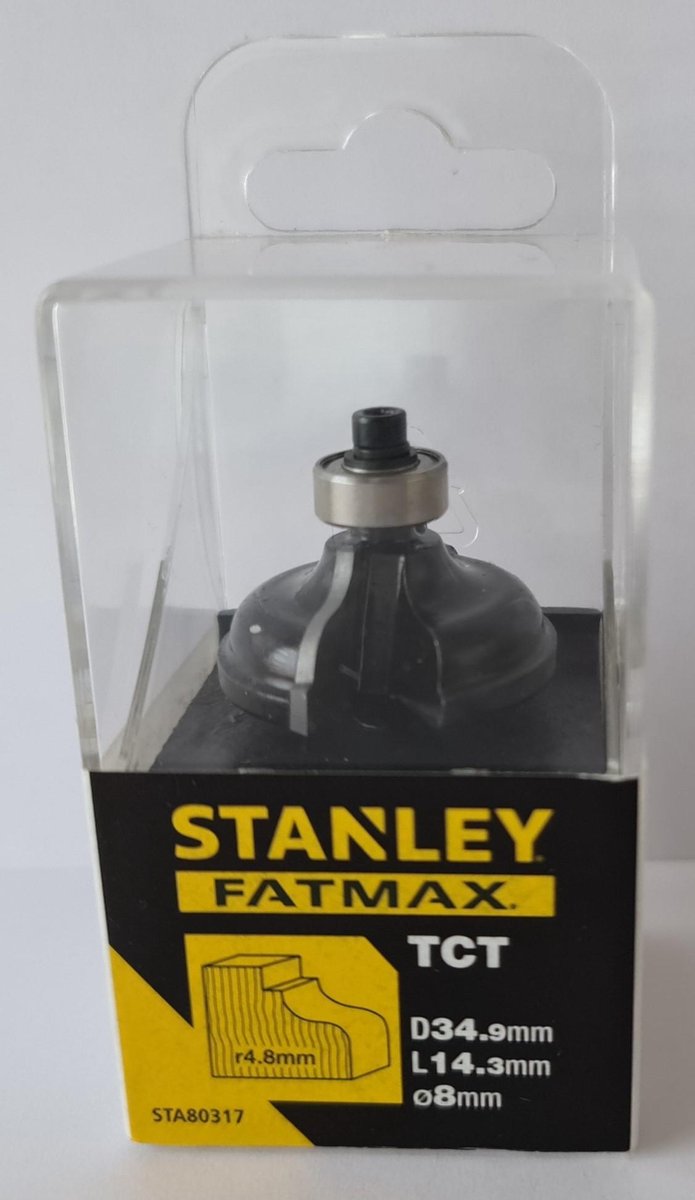 STANLEY
FATMAX.
TCT
r4.8mm
D34.9mm
L14.3mm
ø8mm
STA80317